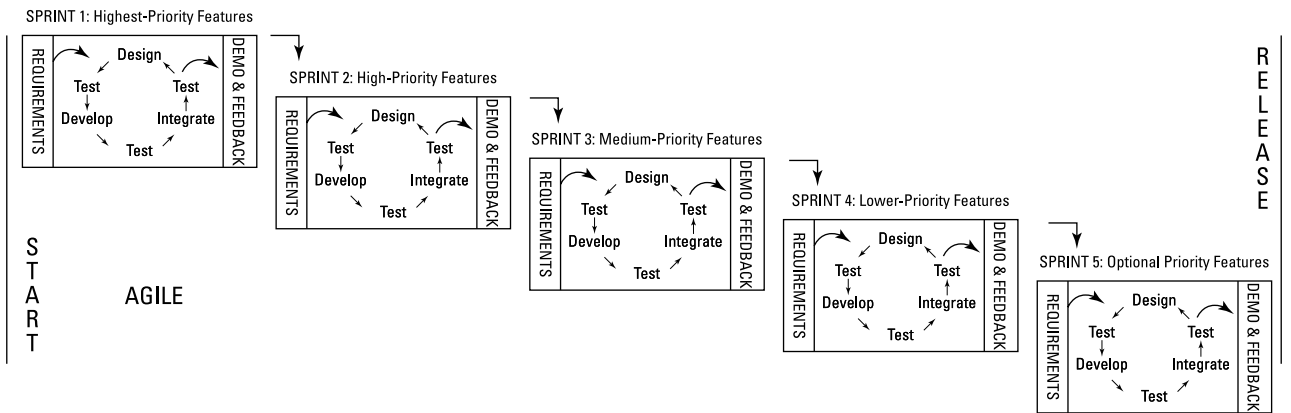 SPRINT 1: Highest-Priority Features
REQUIREMENTS
Design
Test
Develop
Test
Integrate
Test
DEMO & FEEDBACK
SPRINT 2: High-Priority Features
REQUIREMENTS
Design
Test
Develop
Test
Integrate
Test
DEMO & FEEDBACK
SPRINT 3: Medium-Priority Features
REQUIREMENTS
Design
Test
Develop
Test
Integrate
Test
DEMO & FEEDBACK
SPRINT 4: Lower-Priority Features
REQUIREMENTS
Design
Test
Develop
Test
Integrate
Test
DEMO & FEEDBACK
SPRINT 5: Optional Priority Features
REQUIREMENTS
Design
Test
Develop
Test
Integrate
Test
DEMO & FEEDBACK
START
AGILE
RELEASE